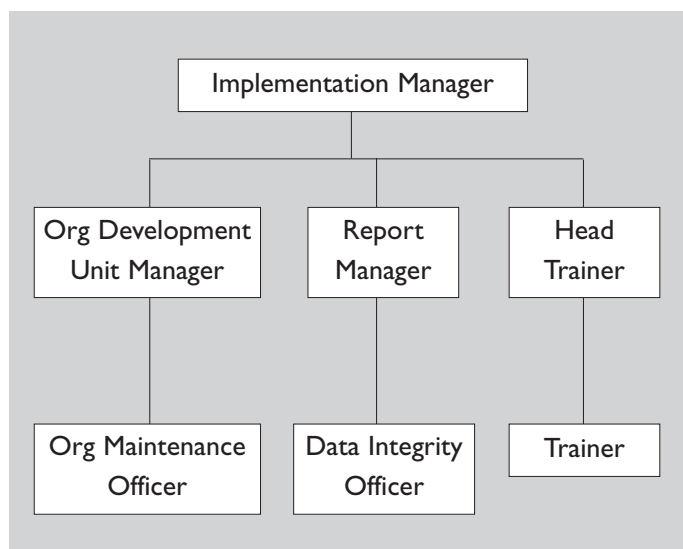 Implementation Manager
Org Development
Unit Manager
Report
Manager
Head
Trainer
Org Maintenance
Officer
Data Integrity
Officer
Trainer